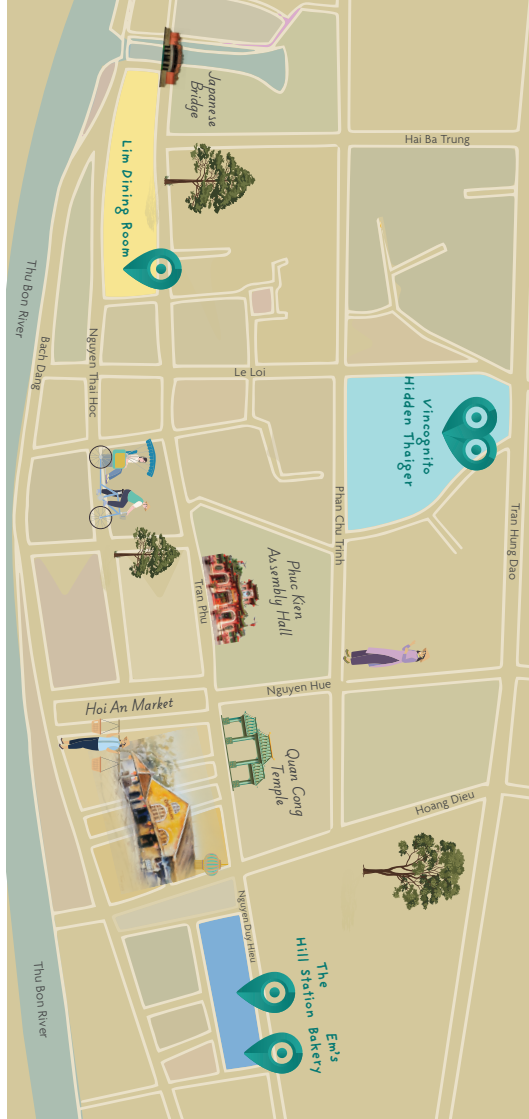 Japanese
Bridge
Hai Ba Trung
Lim Dining Room
Thu Bon River
Bach Dang
Nguyen Thai Hoc
Le Loi
Vincognito
Hidden Thaiger
Phan Chu Trinh
Tran Hung Dao
Phuc Kien
Assembly Hall
Tran Phu
Nguyen Hue
Hoi An Market
Quan Cong
Temple
Hoang Dieu
Nguyen Duy Hieu
The
Hill Station Bakery
Em's
Thu Bon River